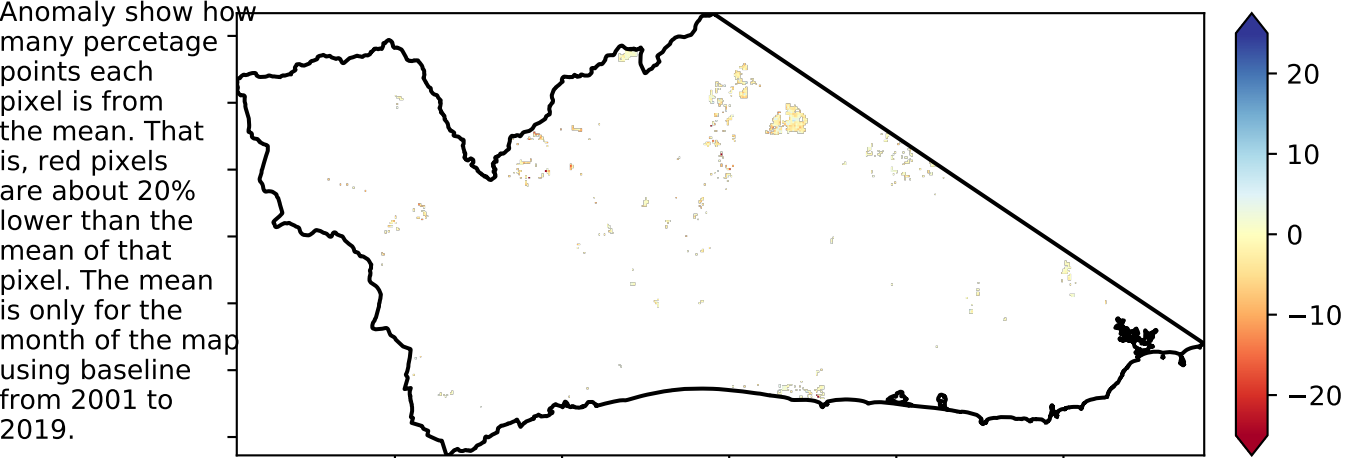 Anomaly show how
many percetage
points each
pixel is from
the mean. That
is, red pixels
are about 20%
lower than the
mean of that
pixel. The mean
is only for the
month of the map
using baseline
from 2001 to
2019.
20
10
0
−10
−20